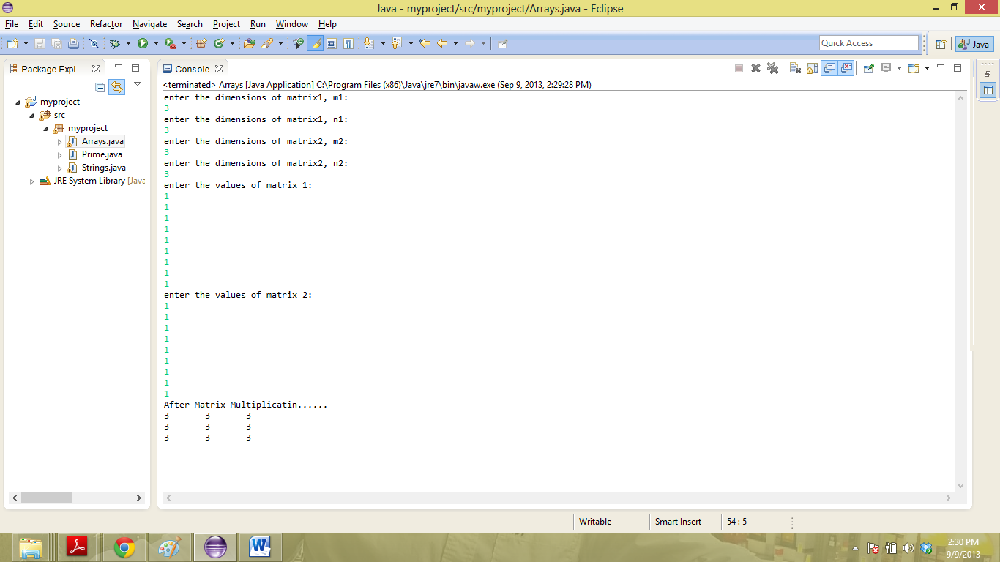 Java - myproject/src/myproject/Arrays.java - Eclipse
File Edit Source Refactor Navigate Search Project Run Window Help
Quick Access
Java
Package Expl...
myproject
src
myproject
Arrays.java
Prime.java
Strings.java
JRE System Library [Java
Console
<terminated> Arrays [Java Application] C:\Program Files (x86)\Java\jre7\bin\javaw.exe (Sep 9, 2013, 2:29:28 PM)
enter the dimensions of matrix1, m1:
3
enter the dimensions of matrix1, n1:
3
enter the dimensions of matrix2, m2:
3
enter the dimensions of matrix2, n2:
3
enter the values of matrix 1:
1
1
1
1
1
1
1
1
1
enter the values of matrix 2:
1
1
1
1
1
1
1
1
1
After Matrix Multiplicatin......
3 3 3
3 3 3
3 3 3
Writable
Smart Insert
54 : 5
2:30 PM
9/9/2013